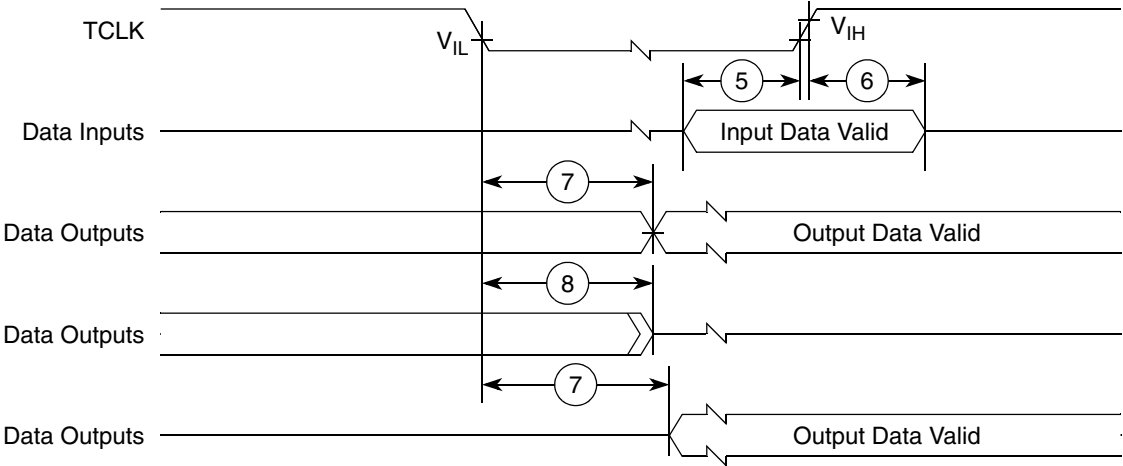 TCLK
V_IL
V_IH
5
6
Data Inputs
Input Data Valid
7
Data Outputs
Output Data Valid
8
Data Outputs
7
Data Outputs
Output Data Valid